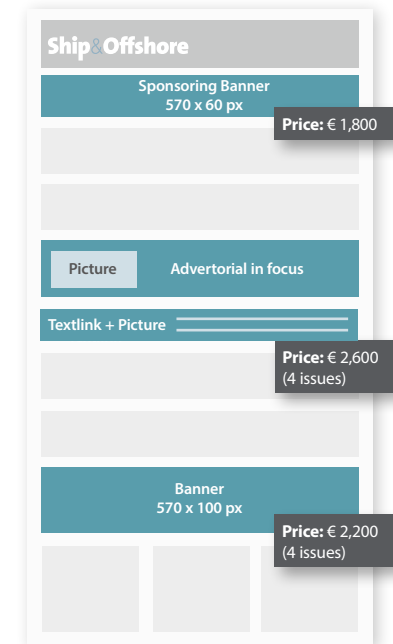 Ship&Offshore
Sponsoring Banner
570 x 60 px
Price: € 1,800
Picture
Advertorial in focus
Textlink + Picture
Price: € 2,600
(4 issues)
Banner
570 x 100 px
Price: € 2,200
(4 issues)